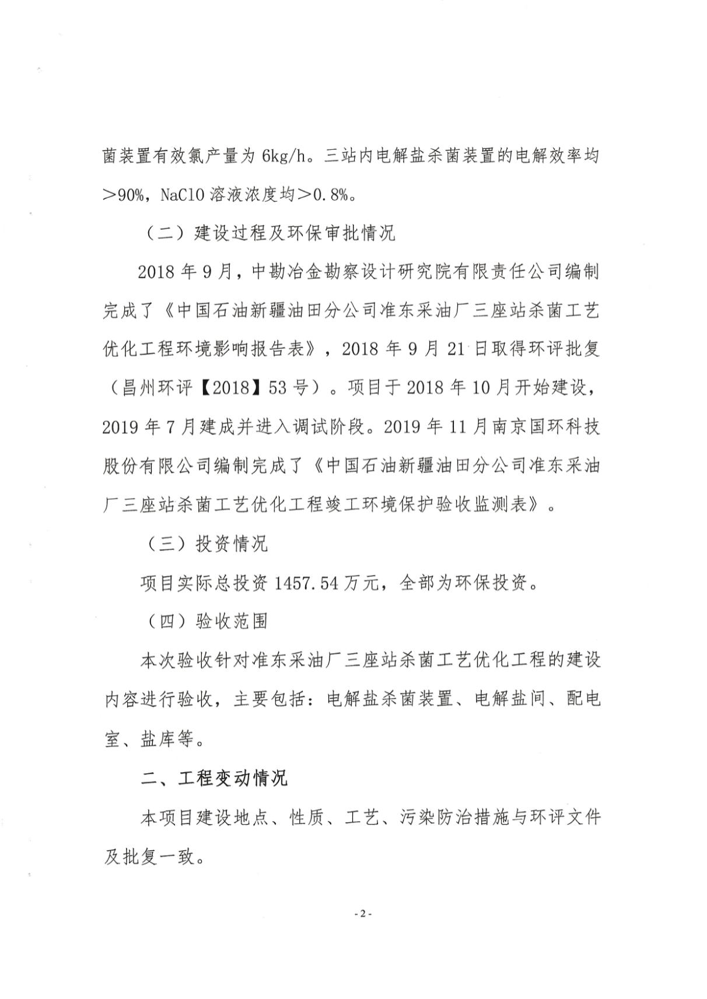 菌装置有效氯产量为 6kg/h。三站内电解盐杀菌装置的电解效率均
＞90%，NaClO 溶液浓度均＞0.8%。
（二）建设过程及环保审批情况
2018 年 9 月，中勘冶金勘察设计研究院有限责任公司编制
完成了《中国石油新疆油田分公司准东采油厂三座站杀菌工艺
优化工程环境影响报告表》，2018 年 9 月 21 日取得环评批复
（昌州环评【2018】53 号）。项目于 2018 年 10 月开始建设，
2019 年 7 月建成并进入调试阶段。2019 年 11 月南京国环科技
股份有限公司编制完成了《中国石油新疆油田分公司准东采油
厂三座站杀菌工艺优化工程竣工环境保护验收监测表》。
（三）投资情况
项目实际总投资 1457.54 万元，全部为环保投资。
（四）验收范围
本次验收针对准东采油厂三座站杀菌工艺优化工程的建设
内容进行验收，主要包括：电解盐杀菌装置、电解盐间、配电
室、盐库等。
二、工程变动情况
本项目建设地点、性质、工艺、污染防治措施与环评文件
及批复一致。
- 2 -